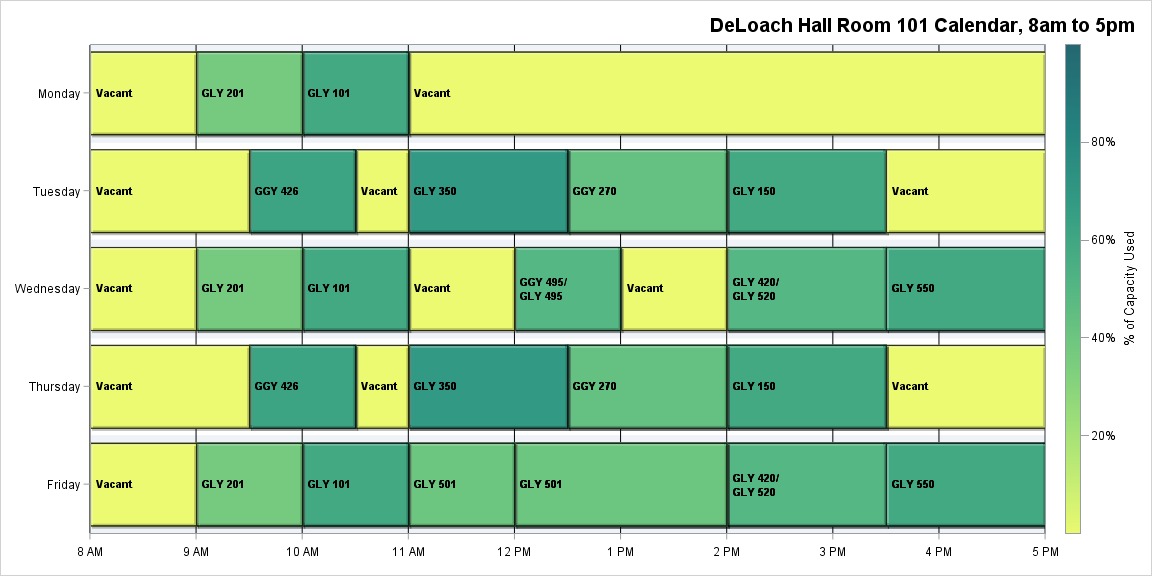 DeLoach Hall Room 101 Calendar, 8am to 5pm
Monday
Vacant
GLY 201
GLY 101
Vacant
Tuesday
Vacant
GGY 426
Vacant
GLY 350
GGY 270
GLY 150
Vacant
Wednesday
Vacant
GLY 201
GLY 101
Vacant
GGY 495/
GLY 495
Vacant
GLY 420/
GLY 520
GLY 550
Thursday
Vacant
GGY 426
Vacant
GLY 350
GGY 270
GLY 150
Vacant
Friday
Vacant
GLY 201
GLY 101
GLY 501
GLY 501
GLY 420/
GLY 520
GLY 550
8 AM
9 AM
10 AM
11 AM
12 PM
1 PM
2 PM
3 PM
4 PM
5 PM
80%
60%
40%
20%
% of Capacity Used